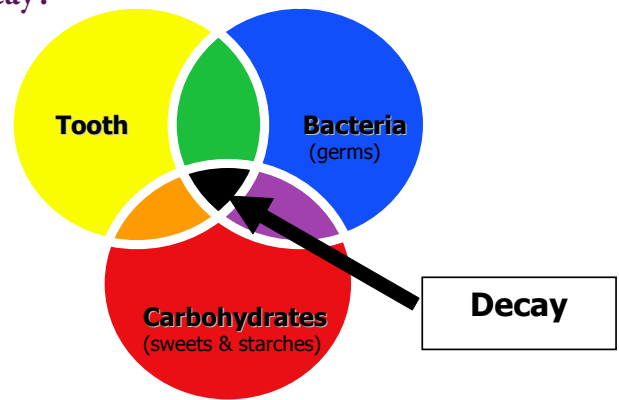 Tooth
Bacteria
(germs)
Decay
Carbohydrates
(sweets & starches)